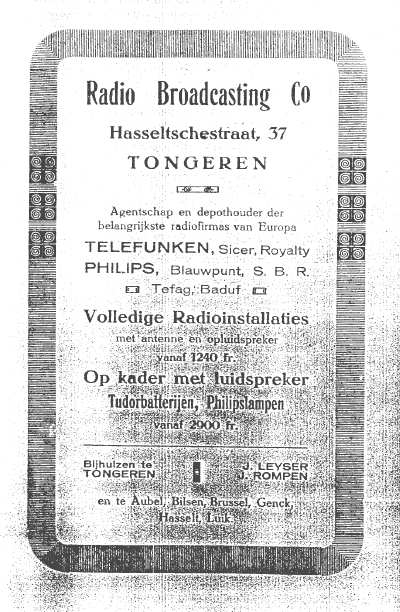 Radio Broadcasting Co
Hasseltschestraat, 37
TONGEREN
Agentschap en depothouder der
belangrijkste radiofirmas van Europa
TELEFUNKEN, Sicer, Royalty
PHILIPS, Blauwpunt, S. B. R.
Tefag, Baduf
Volledige Radioinstallaties
met antenne en opluidspreker
vanaf 1240 fr.
Op kader met luidspreker
Tudorbatterijen, Philipslampen
vanaf 2900 fr.
Bijhuizen te J. LEYSER
TONGEREN J. ROMPEN
en te Aubel, Bilsen, Brussel, Genck,
Hasselt, Luik